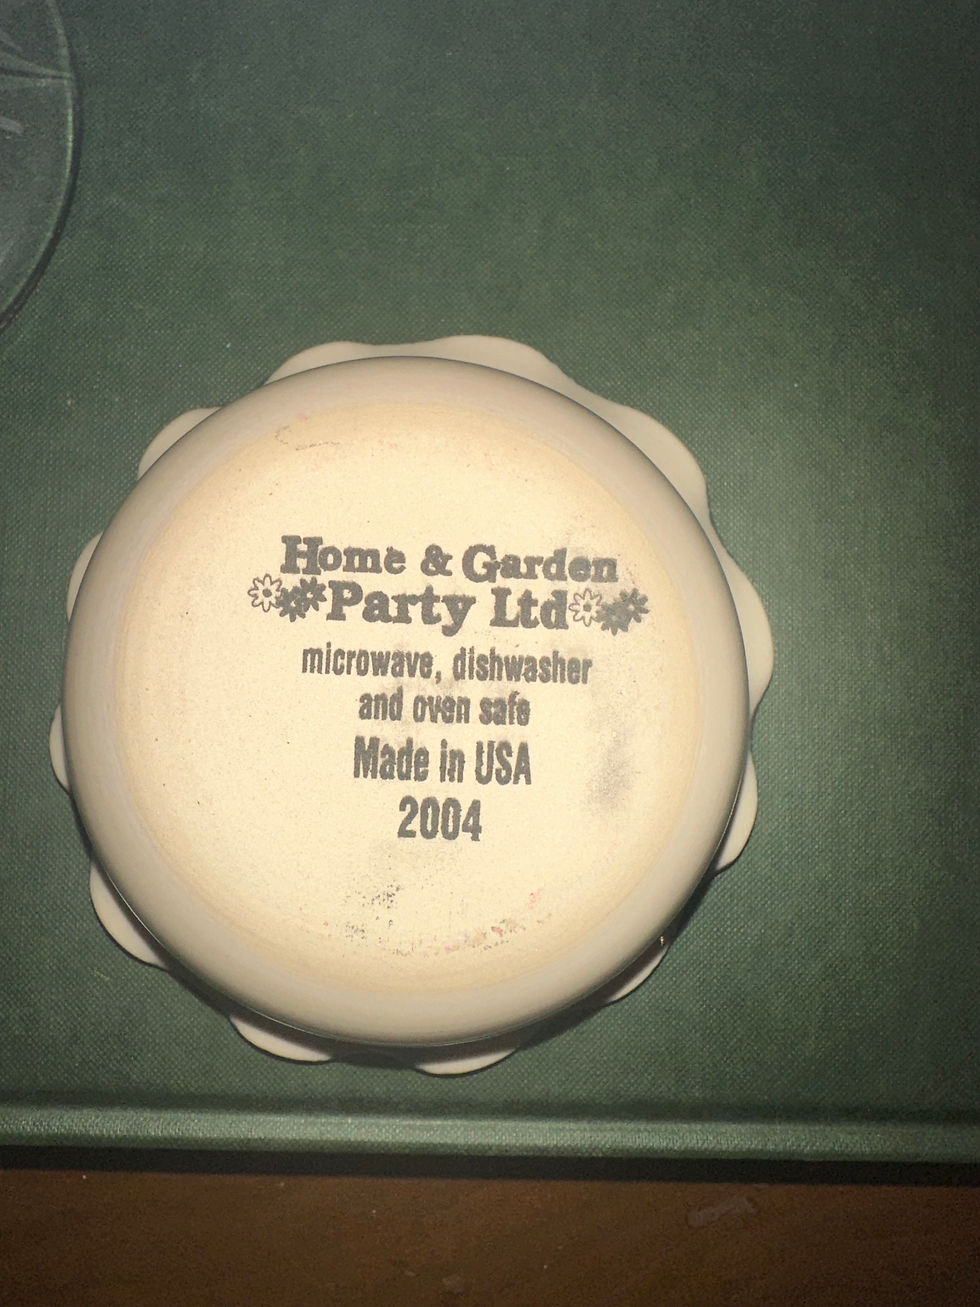 Home & Garden
Party Ltd
microwave, dishwasher
and oven safe
Made in USA
2004